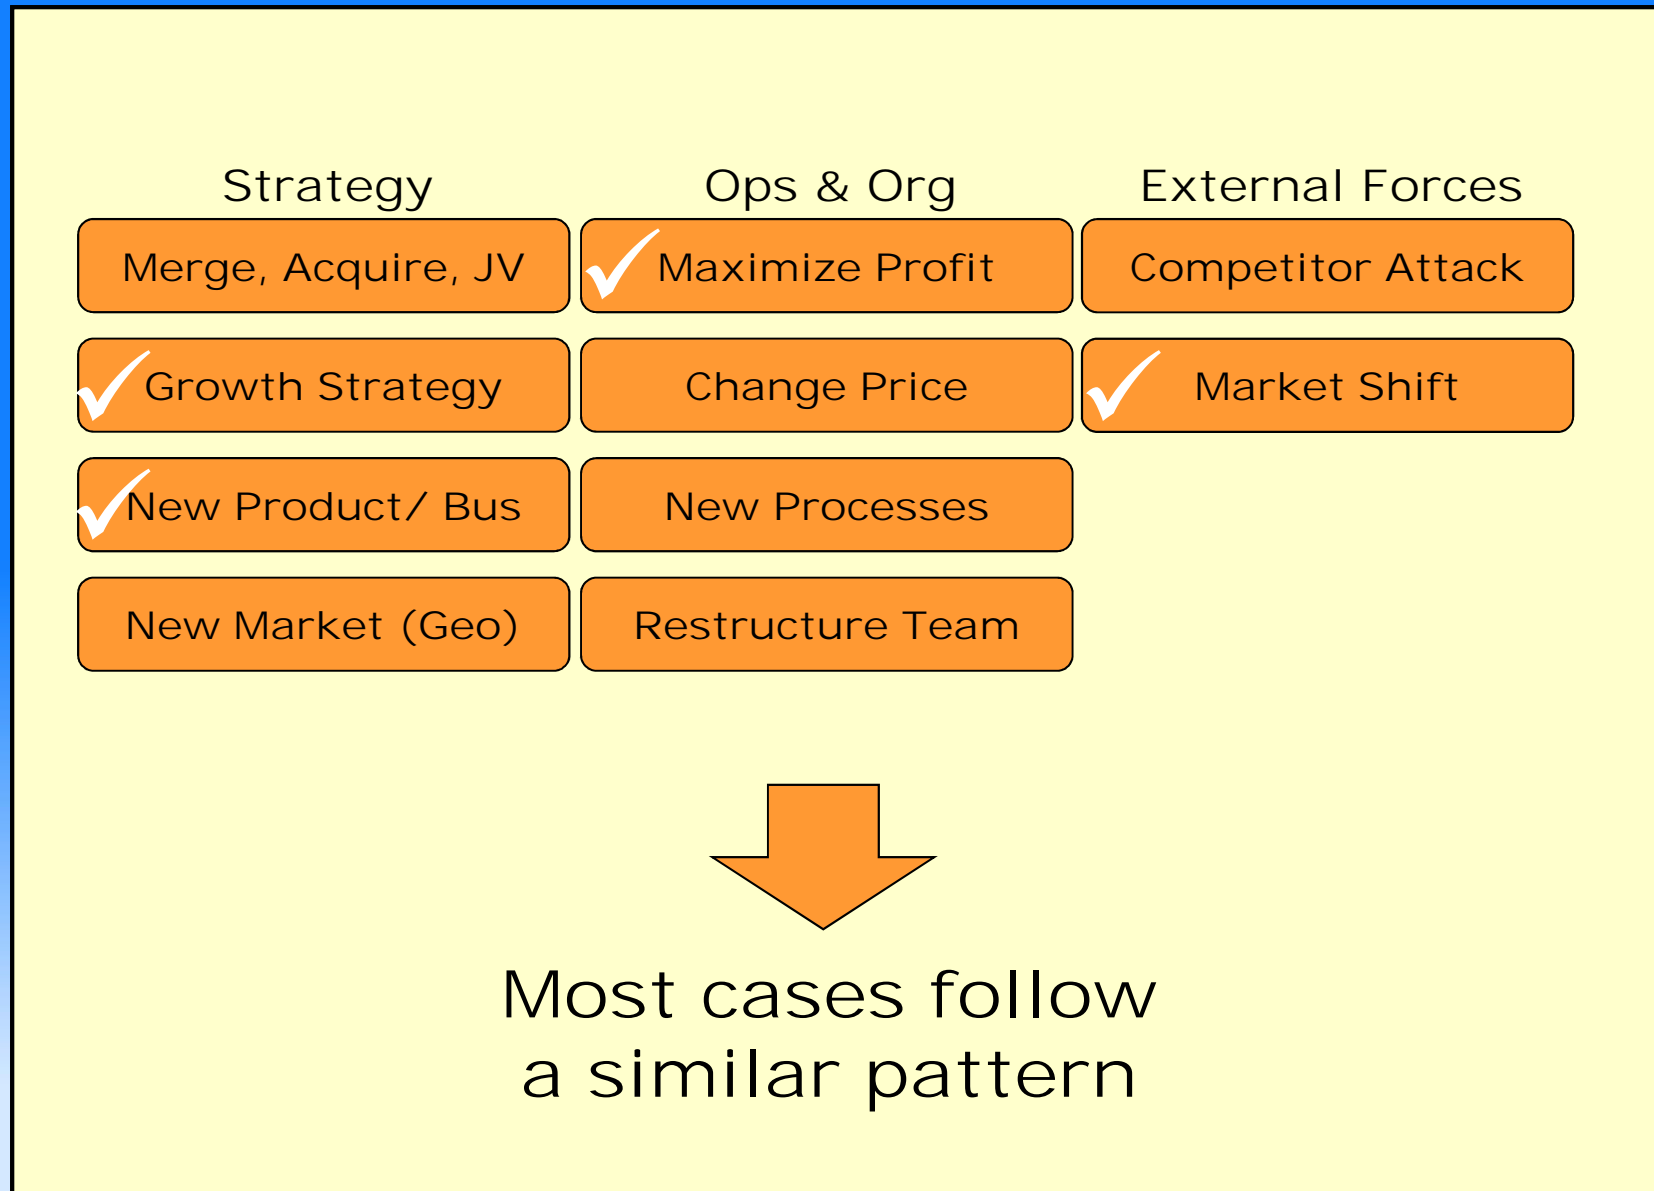 Strategy
Ops & Org
External Forces
Merge, Acquire, JV
Maximize Profit
Competitor Attack
Growth Strategy
Change Price
Market Shift
New Product/ Bus
New Processes
New Market (Geo)
Restructure Team
Most cases follow
a similar pattern